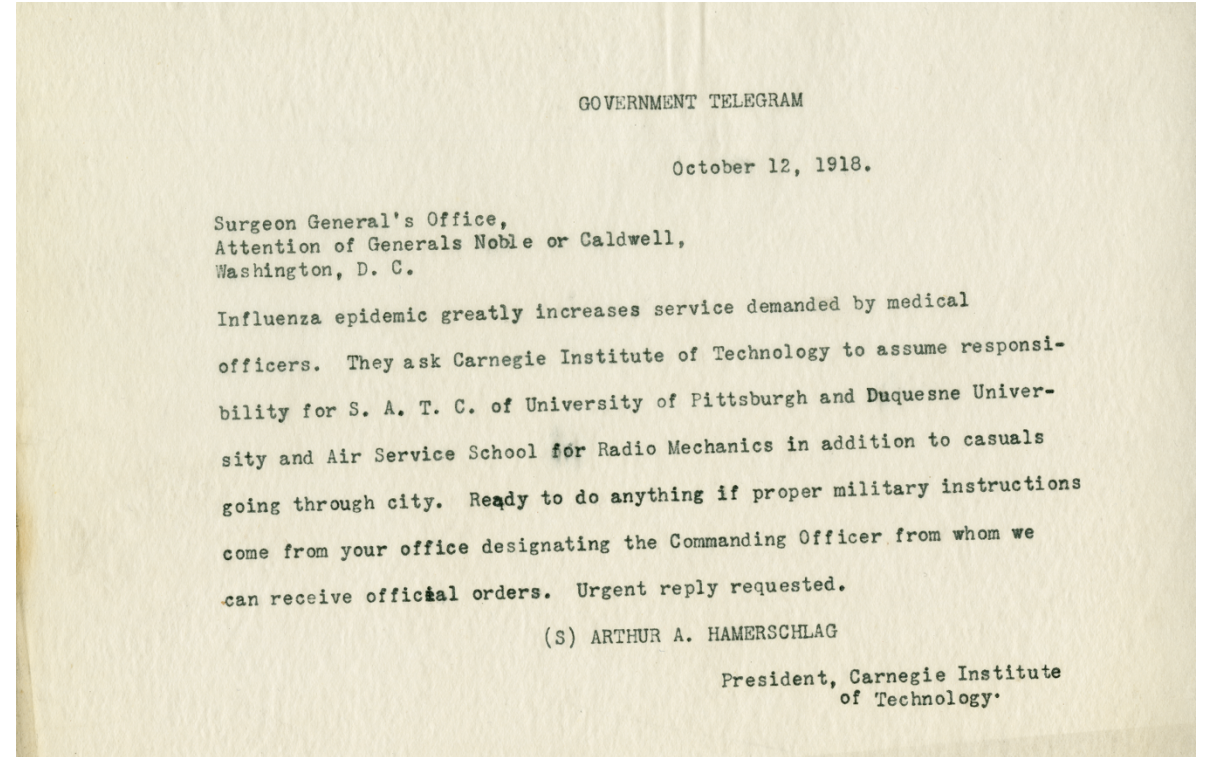 GOVERNMENT TELEGRAM
October 12, 1918.
Surgeon General's Office,
Attention of Generals Noble or Caldwell,
Washington, D. C.
Influenza epidemic greatly increases service demanded by medical
officers. They ask Carnegie Institute of Technology to assume responsi-
bility for S. A. T. C. of University of Pittsburgh and Duquesne Univer-
sity and Air Service School for Radio Mechanics in addition to casuals
going through city. Ready to do anything if proper military instructions
come from your office designating the Commanding Officer from whom we
can receive official orders. Urgent reply requested.
(S) ARTHUR A. HAMERSCHLAG
President, Carnegie Institute
of Technology.